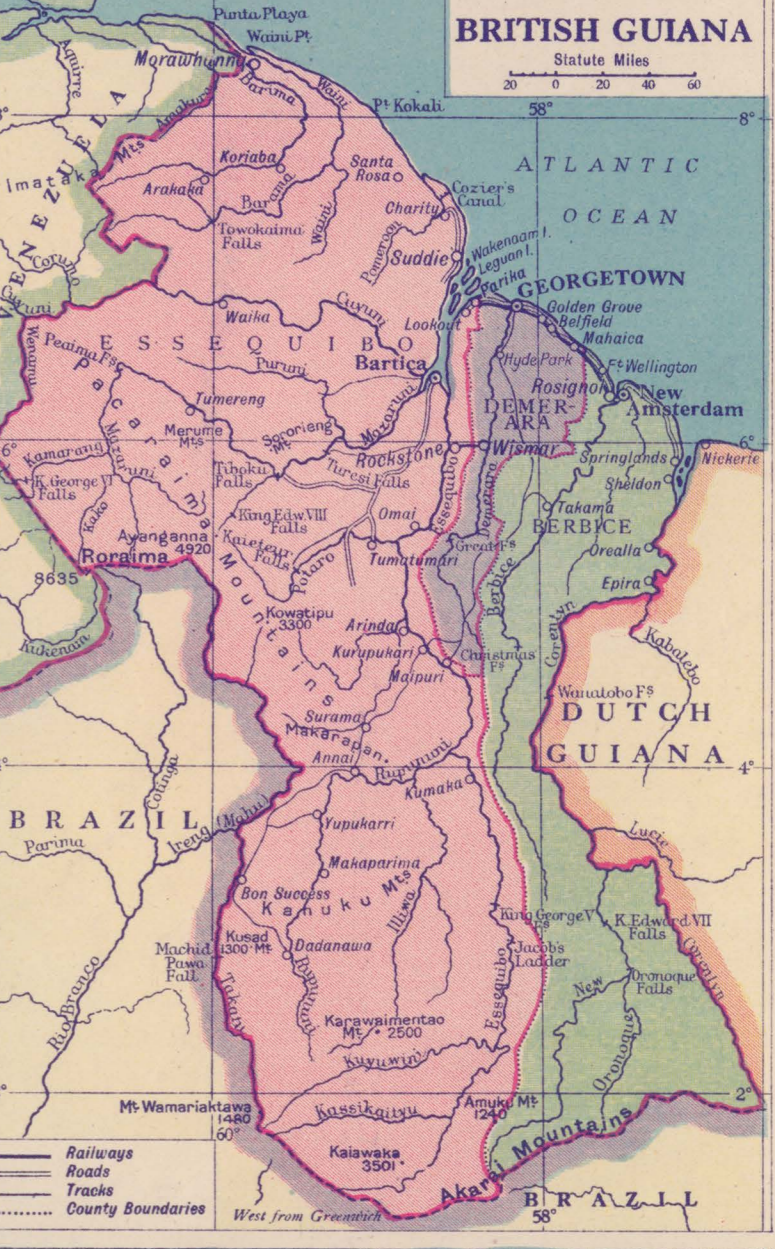 BRITISH GUIANA
Statute Miles
20 0 20 40 60
Punta Playa
Waini Pt.
Morawhanna
Aquirre
Barima
Waini
Pt Kokali
58°
8°
VENEZUELA
Amakura
Mts
Imataka
Koriaba
Santa
Rosa
ATLANTIC
OCEAN
Arakaka
Barama
Cozier's
Canal
Charity
Towokaima
Falls
Waini
Pomeroon
Wakenaam I.
Leguan I.
Suddie
Parika
GEORGETOWN
Corumo
Cuyuni
Waika
Cuyuni
Lookout
Golden Grove
Belfield
Mahaica
Wenamu
ESSEQUIBO
Peaima Fs
Puruni
Bartica
Hyde Park
Ft Wellington
Rosignol
New
Amsterdam
Pacaraima Mountains
Tumereng
DEMER-
ARA
Merume
Mts
Sororieng
Mt.
Mazaruni
6°
6°
Kamarang
Mazaruni
Rockstone
Wismar
Springlands
Nickerie
K. George VI
Falls
Tiboku
Falls
Turesi Falls
Sheldon
Kako
King Edw. VIII
Falls
Omai
Essequibo
Demerara
Takama
BERBICE
Ayanganna
4920
Kaieteur
Falls
Roraima
Potaro
Great Fs
Orealla
8635
Tumatumari
Berbice
Epira
Kukenam
Kowatipu
3300
Arinda
Corentyn
Kurupukari
Christmas
Fs
Kabalebo
Maipuri
Wanatobo Fs
DUTCH
GUIANA
Surama
Makarapan.
Annai
Rupununi
4°
Kumaka
Cotinga
BRAZIL
Ireng (Mahu)
Parima
Yupukarri
Lucie
Makaparima
Bon Success
Kanuku Mts
Illiwa
King George V
Fs
K. Edward VII
Falls
Kusad
1300 Mt.
Dadanawa
Jacob's
Ladder
Machid
Pawa
Fall
Corentyn
Takatu
Rupununi
New
Oronoque
Falls
Rio Branco
Essequibo
Karawaimentao
Mt. 2500
Oronoque
Kuyuwini
Mt. Wamariaktawa
1480
Amuku Mt.
1240
2°
60°
Kassikaityu
Kaiawaka
3501
Akarai Mountains
Railways
Roads
Tracks
County Boundaries
West from Greenwich
BRAZIL
58°